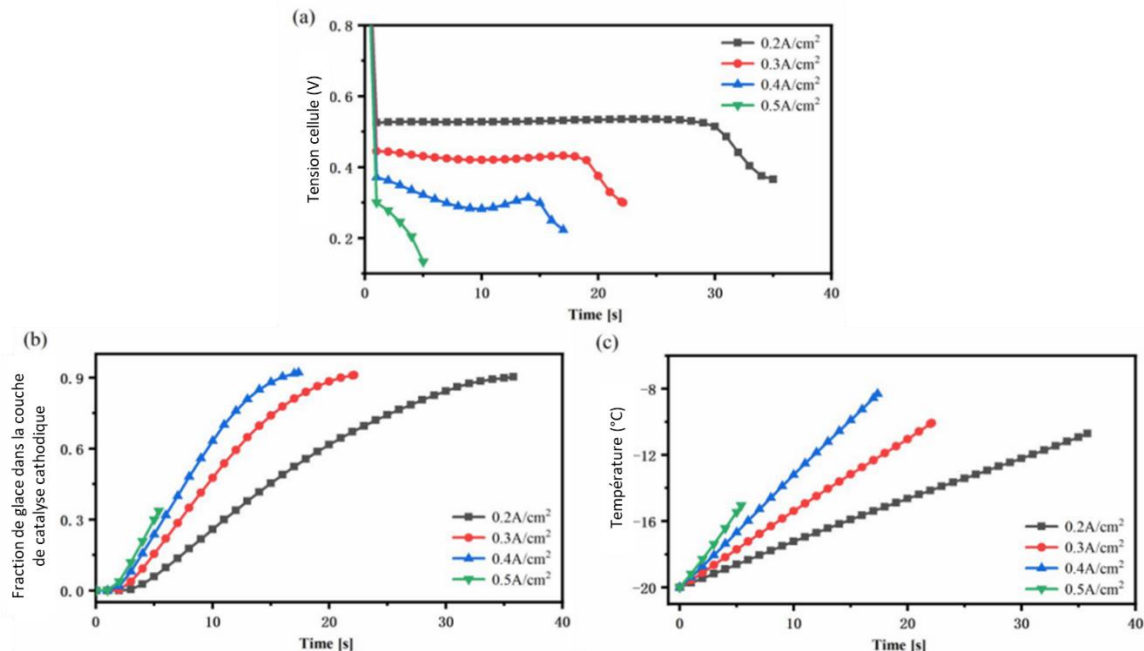 (a)
Tension cellule (V)
0.8
0.6
0.4
0.2
0.2A/cm²
0.3A/cm²
0.4A/cm²
0.5A/cm²
0
10
20
30
40
Time [s]
(b)
Fraction de glace dans la couche
de catalyse cathodique
0.9
0.6
0.3
0.0
0.2A/cm²
0.3A/cm²
0.4A/cm²
0.5A/cm²
0
10
20
30
40
Time [s]
(c)
Température (°C)
-8
-12
-16
-20
0.2A/cm²
0.3A/cm²
0.4A/cm²
0.5A/cm²
0
10
20
30
40
Time [s]